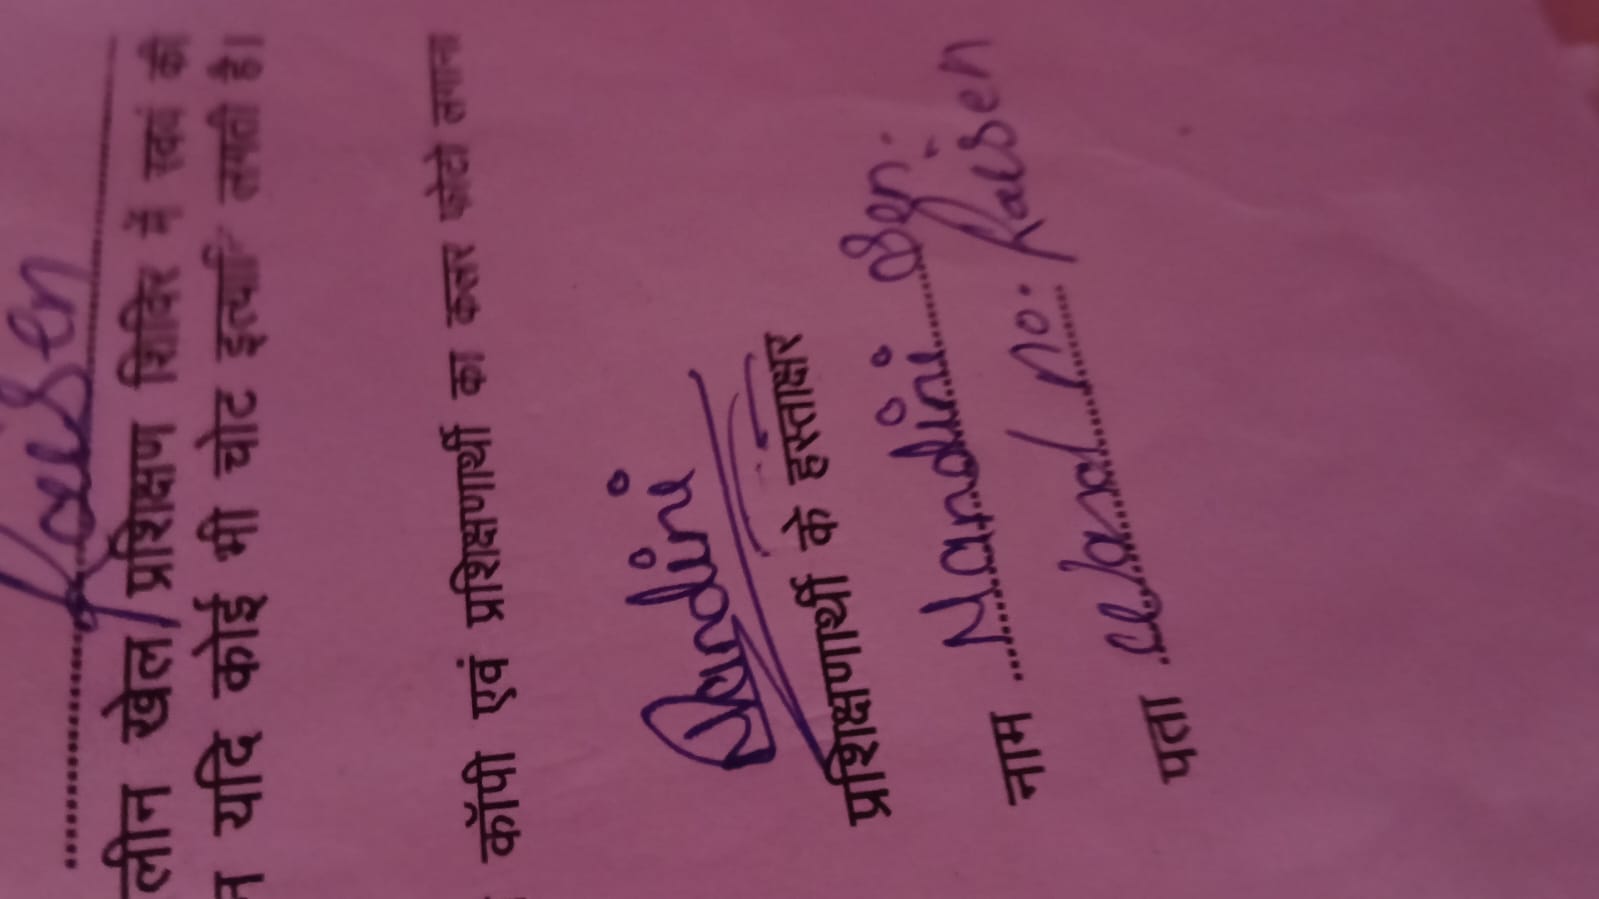 Raisen
लीन खेल प्रशिक्षण शिविर में स्वयं की
यदि कोई भी चोट इत्यादि लगती है।
कॉपी एवं प्रशिक्षणार्थी का कलर फोटो लगाना
Nandini
प्रशिक्षणार्थी के हस्ताक्षर
नाम Nandini Sen.
पता Ward no. Raisen